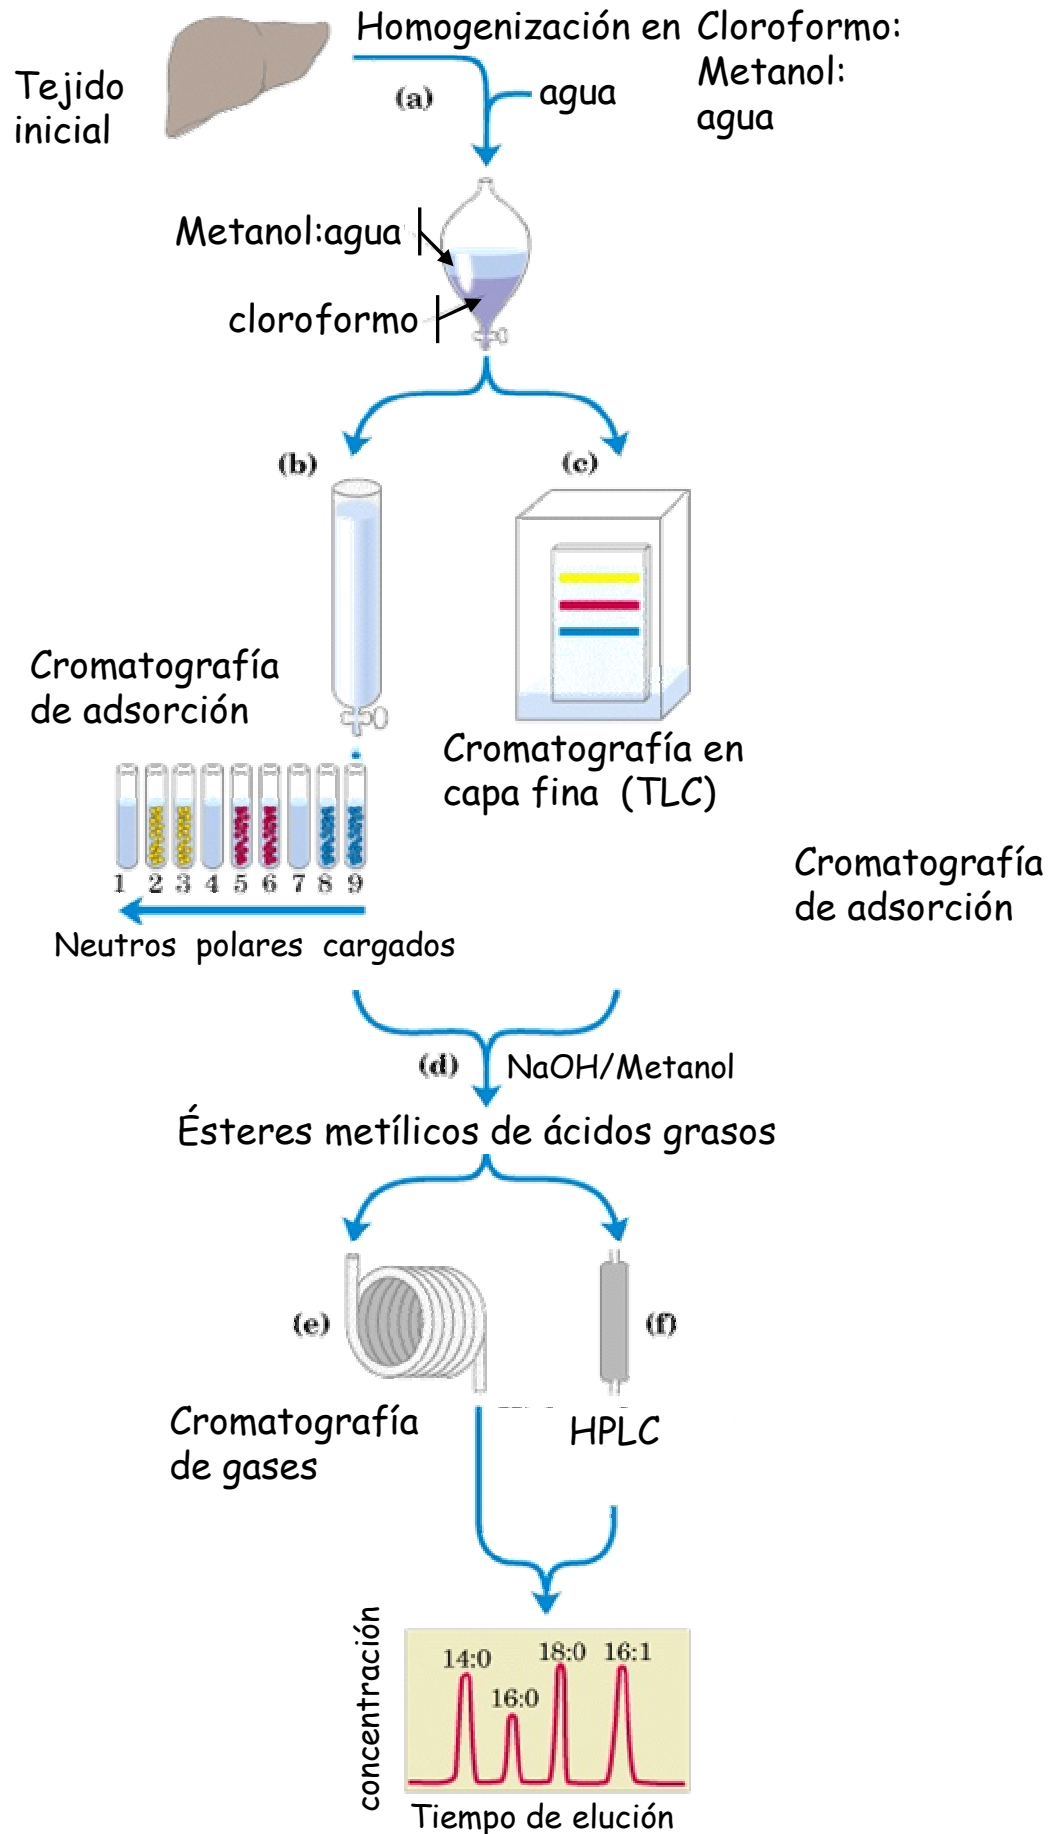 Homogenización en Cloroformo:
Metanol:
agua
Tejido
inicial
(a)
agua
Metanol:agua
cloroformo
(b)
(c)
Cromatografía
de adsorción
Cromatografía en
capa fina (TLC)
1 2 3 4 5 6 7 8 9
Cromatografía
de adsorción
Neutros polares cargados
(d)
NaOH/Metanol
Ésteres metílicos de ácidos grasos
(e)
(f)
Cromatografía
de gases
HPLC
concentración
14:0
16:0
18:0
16:1
Tiempo de elución